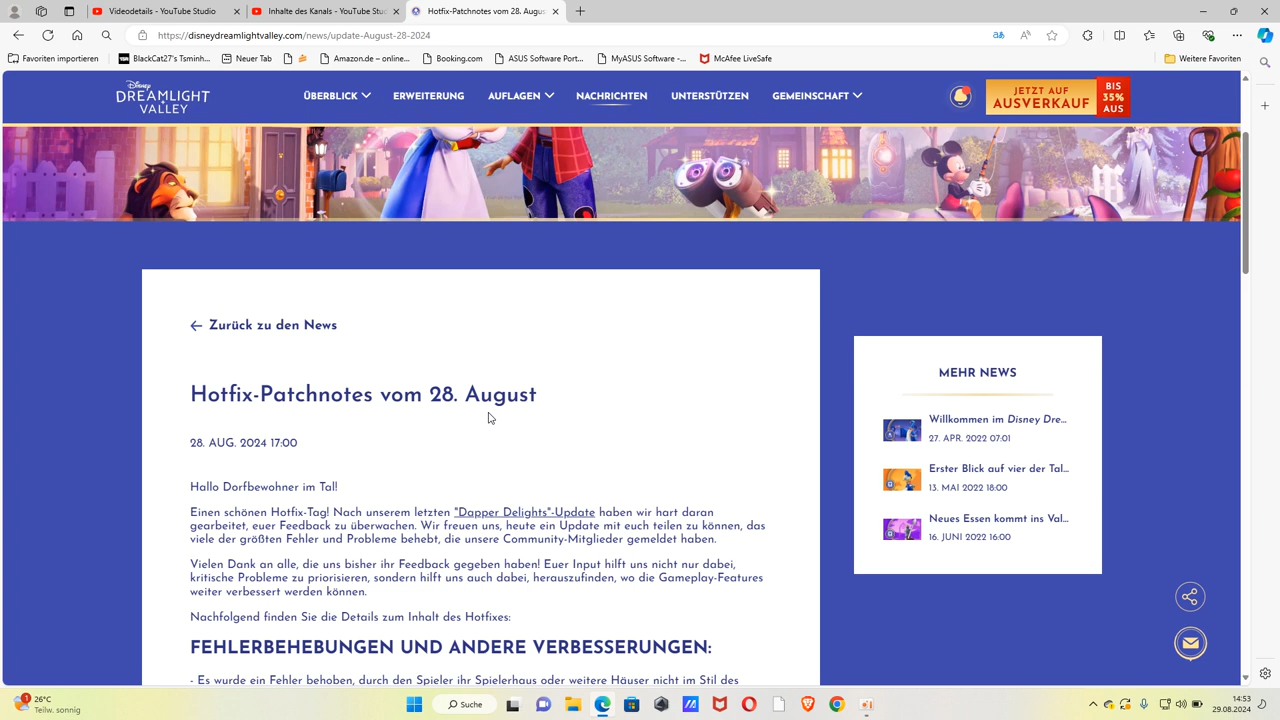 Videodetails - YouTube Studio
Inhalte des Kanals - YouTube Stu
Hotfix-Patchnotes vom 28. Augus
https://disneydreamlightvalley.com/news/update-August-28-2024
Favoriten importieren
BlackCat27's Tsminh...
Neuer Tab
Amazon.de – online...
Booking.com
ASUS Software Port...
MyASUS Software -...
McAfee LiveSafe
Weitere Favoriten
Disney
DREAMLIGHT
VALLEY
ÜBERBLICK
ERWEITERUNG
AUFLAGEN
NACHRICHTEN
UNTERSTÜTZEN
GEMEINSCHAFT
JETZT AUF
AUSVERKAUF
BIS
35%
AUS
Zurück zu den News
Hotfix-Patchnotes vom 28. August
28. AUG. 2024 17:00
Hallo Dorfbewohner im Tal!
Einen schönen Hotfix-Tag! Nach unserem letzten "Dapper Delights"-Update haben wir hart daran
gearbeitet, euer Feedback zu überwachen. Wir freuen uns, heute ein Update mit euch teilen zu können, das
viele der größten Fehler und Probleme behebt, die unsere Community-Mitglieder gemeldet haben.
Vielen Dank an alle, die uns bisher ihr Feedback gegeben haben! Euer Input hilft uns nicht nur dabei,
kritische Probleme zu priorisieren, sondern hilft uns auch dabei, herauszufinden, wo die Gameplay-Features
weiter verbessert werden können.
Nachfolgend finden Sie die Details zum Inhalt des Hotfixes:
FEHLERBEHEBUNGEN UND ANDERE VERBESSERUNGEN:
- Es wurde ein Fehler behoben, durch den Spieler ihr Spielerhaus oder weitere Häuser nicht im Stil des
MEHR NEWS
Willkommen im Disney Dre...
27. APR. 2022 07:01
Erster Blick auf vier der Tal...
13. MAI 2022 18:00
Neues Essen kommt ins Val...
16. JUNI 2022 16:00
1
26°C
Teilw. sonnig
Suche
14:53
29.08.2024